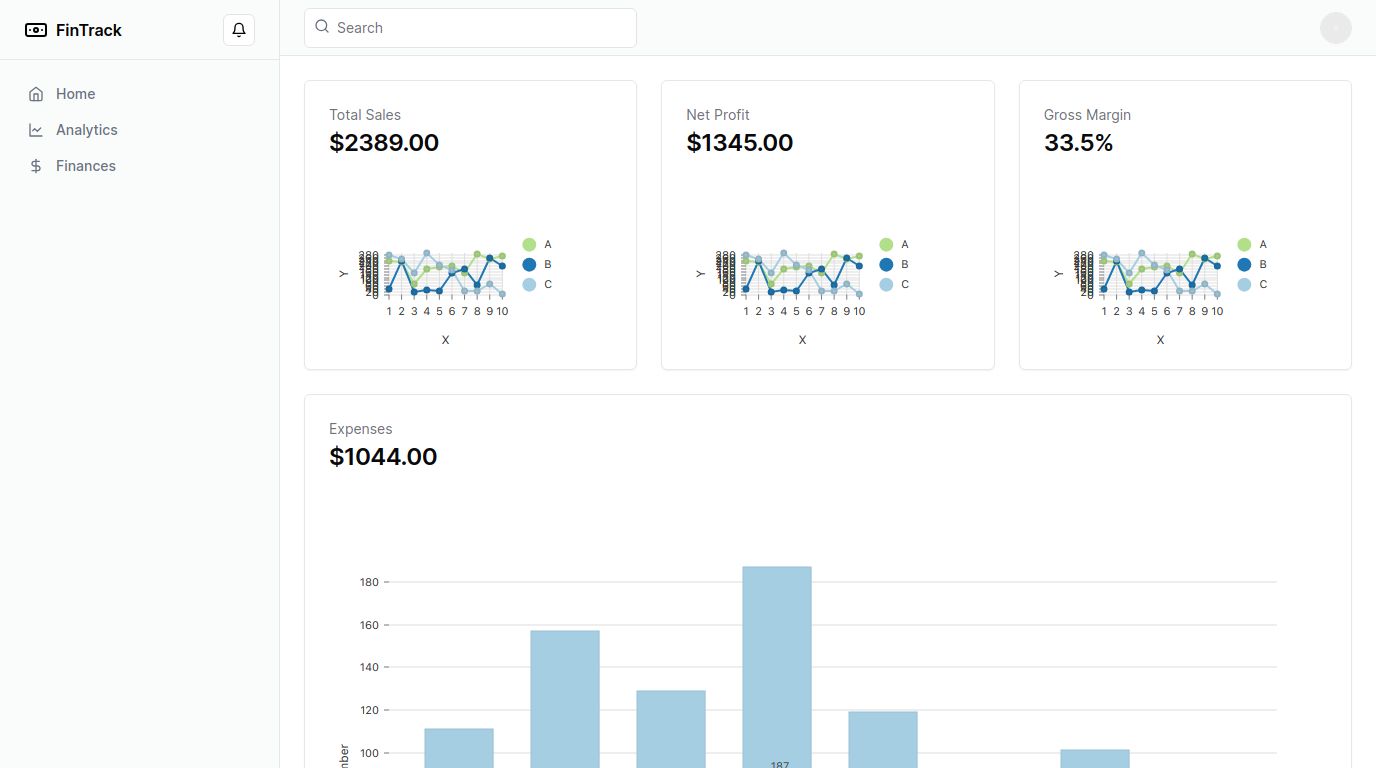 FinTrack
Search
Home
Analytics
Finances
Total Sales
$2389.00
Y
A
B
C
1 2 3 4 5 6 7 8 9 10
X
Net Profit
$1345.00
Y
A
B
C
1 2 3 4 5 6 7 8 9 10
X
Gross Margin
33.5%
Y
A
B
C
1 2 3 4 5 6 7 8 9 10
X
Expenses
$1044.00
180
160
140
120
100
187